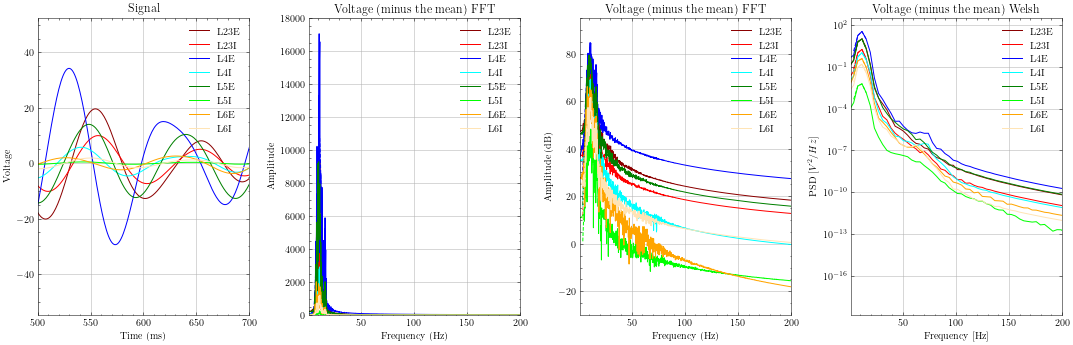 Signal
Voltage
40
20
0
−20
−40
500
550
600
650
700
Time (ms)
L23E
L23I
L4E
L4I
L5E
L5I
L6E
L6I
Voltage (minus the mean) FFT
Amplitude
18000
16000
14000
12000
10000
8000
6000
4000
2000
0
50
100
150
200
Frequency (Hz)
L23E
L23I
L4E
L4I
L5E
L5I
L6E
L6I
Voltage (minus the mean) FFT
Amplitude (dB)
80
60
40
20
0
−20
50
100
150
200
Frequency (Hz)
L23E
L23I
L4E
L4I
L5E
L5I
L6E
L6I
Voltage (minus the mean) Welsh
PSD [V²/Hz]
10²
10⁻¹
10⁻⁴
10⁻⁷
10⁻¹⁰
10⁻¹³
10⁻¹⁶
50
100
150
200
Frequency [Hz]
L23E
L23I
L4E
L4I
L5E
L5I
L6E
L6I